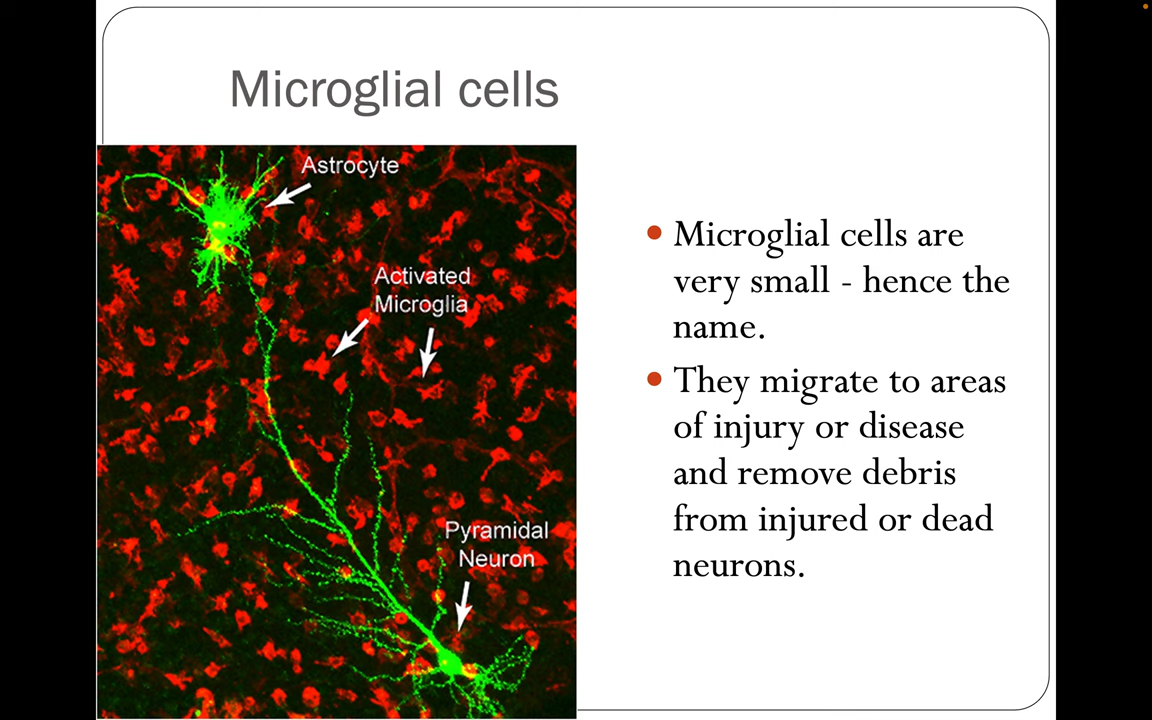 Microglial cells
Astrocyte
Activated
Microglia
Pyramidal
Neuron
• Microglial cells are
very small - hence the
name.
• They migrate to areas
of injury or disease
and remove debris
from injured or dead
neurons.